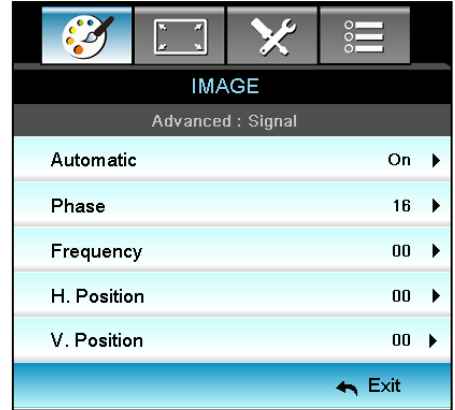 IMAGE
Advanced : Signal
Automatic On
Phase 16
Frequency 00
H. Position 00
V. Position 00
Exit